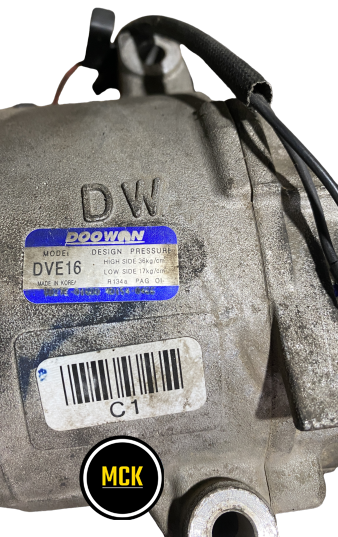 DW
DOOWON
MODEL DESIGN PRESSURE
DVE16 HIGH SIDE 36kg/cm
LOW SIDE 17kg/cm
MADE IN KOREA R134a PAG OIL
C1
MCK